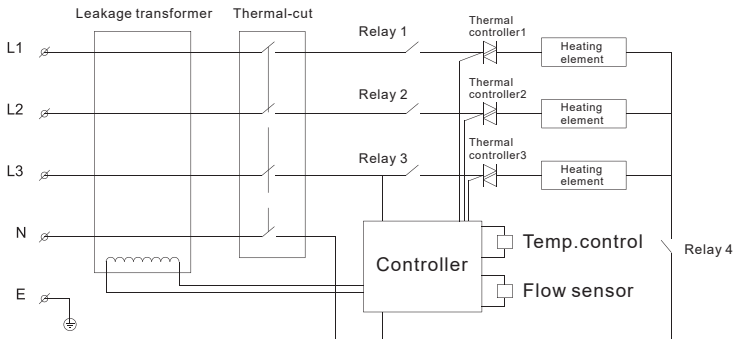 Leakage transformer
Thermal-cut
L1
Relay 1
Thermal
controller1
Heating
element
L2
Relay 2
Thermal
controller2
Heating
element
L3
Relay 3
Thermal
controller3
Heating
element
N
Controller
Temp.control
Relay 4
E
Flow sensor